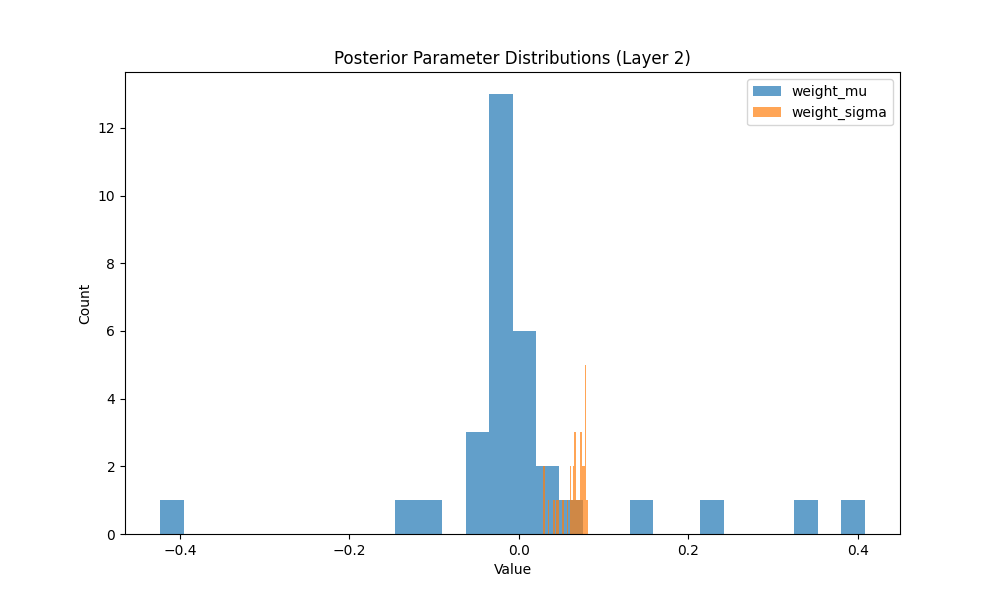 Posterior Parameter Distributions (Layer 2)
weight_mu
weight_sigma
Count
12
10
8
6
4
2
0
−0.4
−0.2
0.0
0.2
0.4
Value